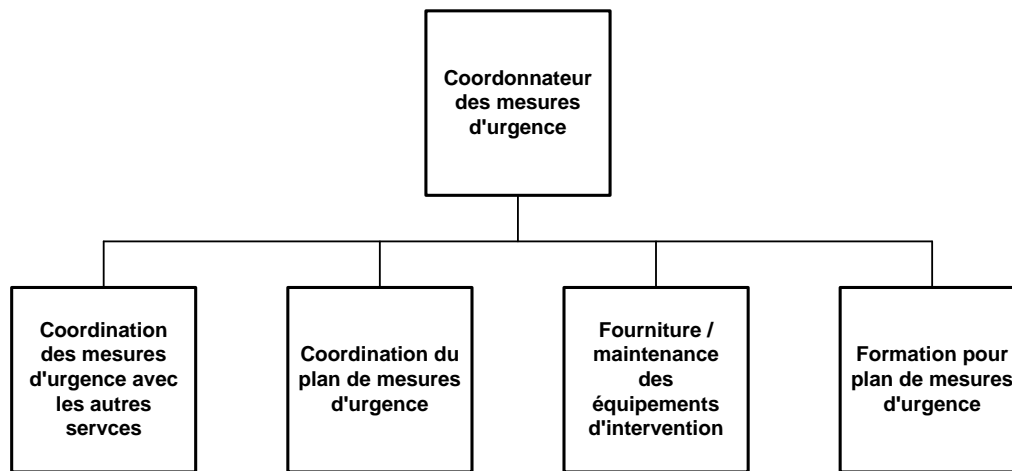 Coordonnateur
des mesures
d'urgence
Coordination
des mesures
d'urgence avec
les autres
servces
Coordination du
plan de mesures
d'urgence
Fourniture /
maintenance
des
équipements
d'intervention
Formation pour
plan de mesures
d'urgence